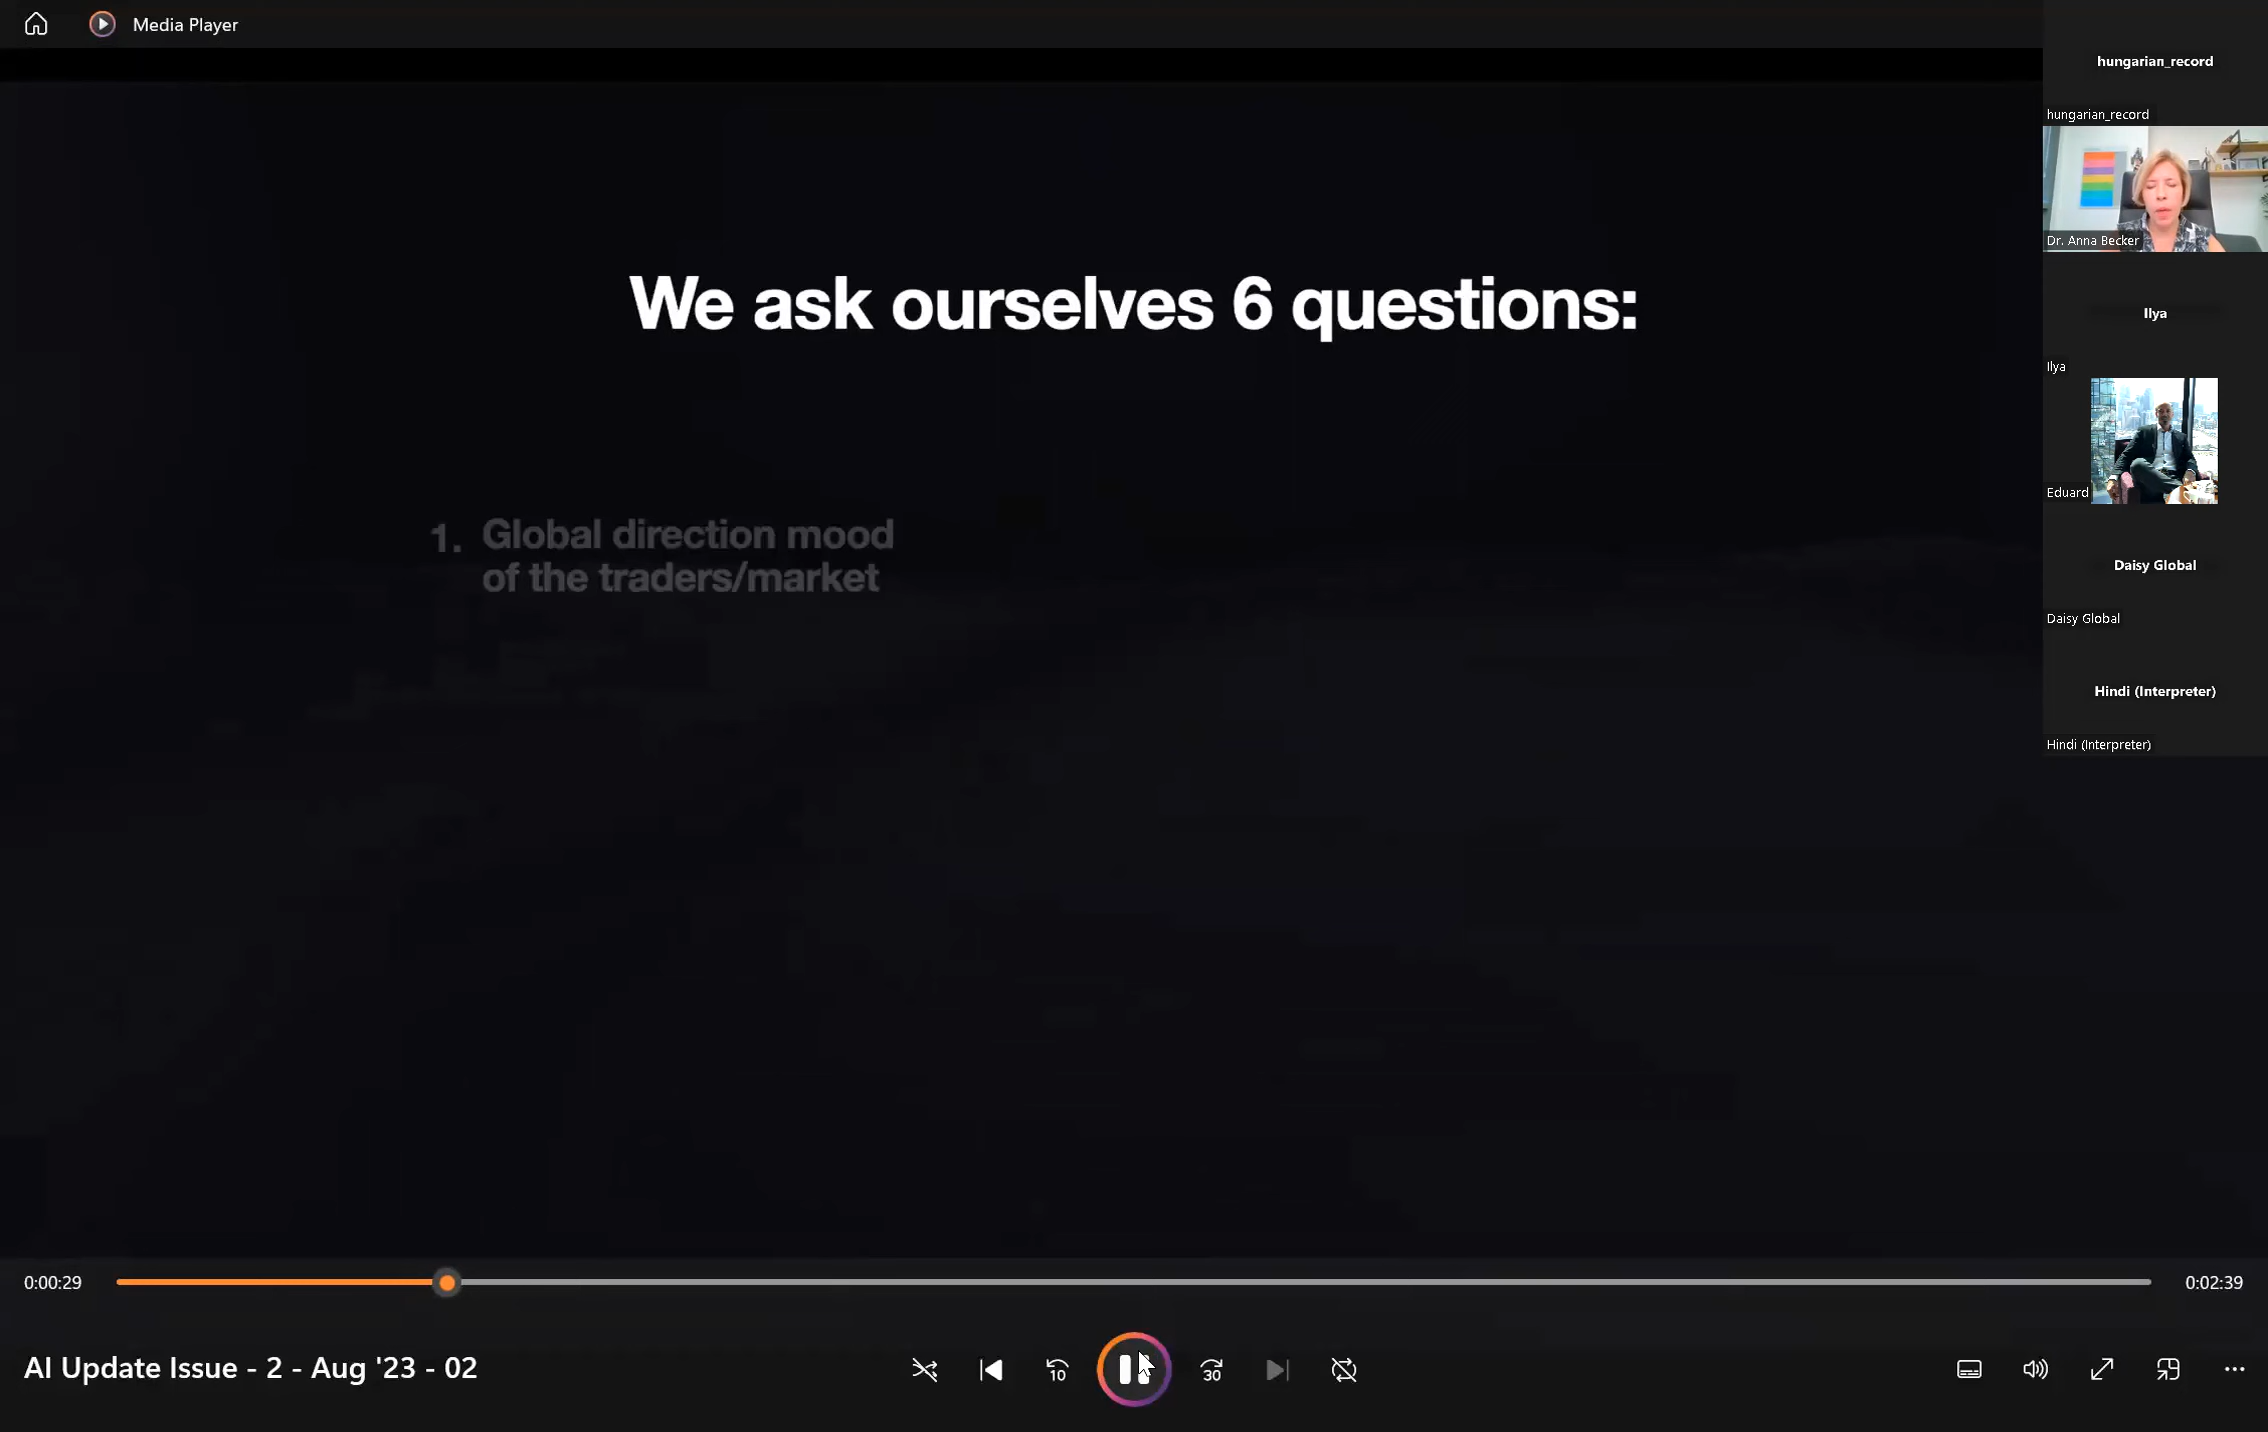 Media Player
We ask ourselves 6 questions:
1. Global direction mood
of the traders/market
hungarian_record
hungarian_record
Dr. Anna Becker
Ilya
Ilya
Eduard
Daisy Global
Daisy Global
Hindi (Interpreter)
Hindi (Interpreter)
0:00:29
0:02:39
AI Update Issue - 2 - Aug '23 - 02
10
30